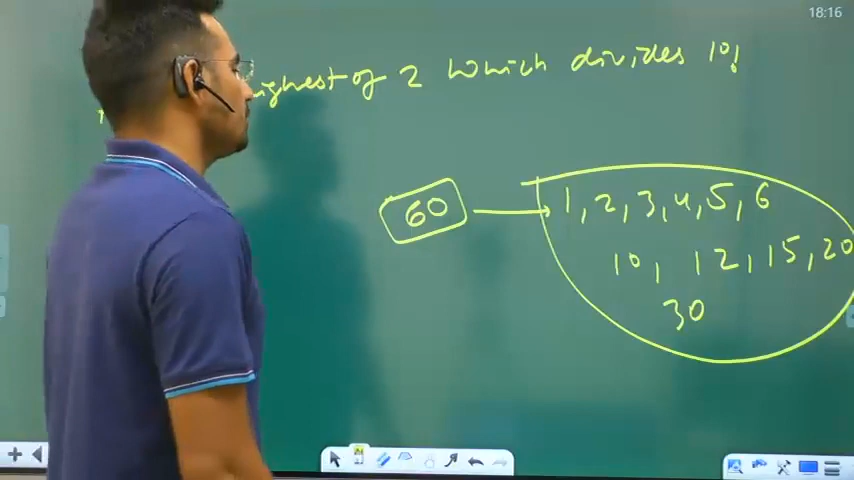 18:16
ighest of 2 which divides 10!
60 → 1, 2, 3, 4, 5, 6
10, 12, 15, 20
30